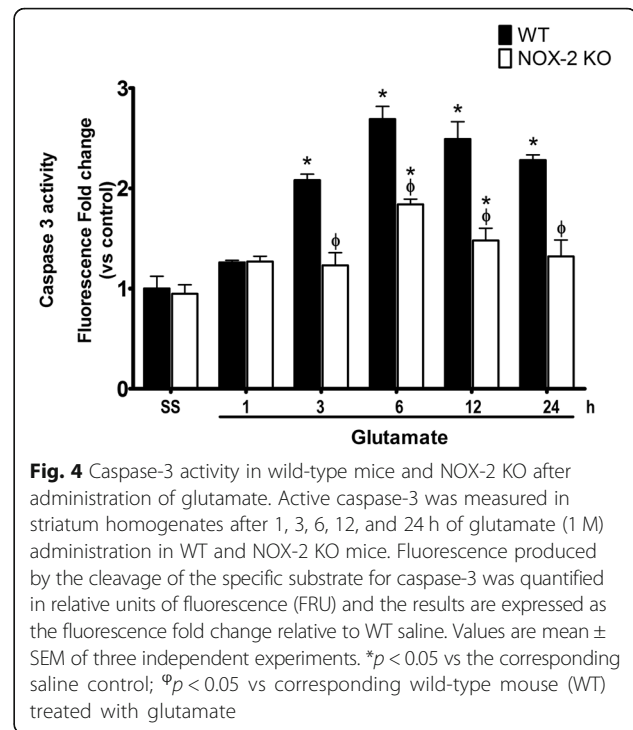 WT
NOX-2 KO
Caspase 3 activity
Fluorescence Fold change
(vs control)
3
2
1
0
* * * *
* *
ϕ ϕ ϕ ϕ
SS 1 3 6 12 24 h
Glutamate
Fig. 4 Caspase-3 activity in wild-type mice and NOX-2 KO after
administration of glutamate. Active caspase-3 was measured in
striatum homogenates after 1, 3, 6, 12, and 24 h of glutamate (1 M)
administration in WT and NOX-2 KO mice. Fluorescence produced
by the cleavage of the specific substrate for caspase-3 was quantified
in relative units of fluorescence (FRU) and the results are expressed as
the fluorescence fold change relative to WT saline. Values are mean ±
SEM of three independent experiments. *p < 0.05 vs the corresponding
saline control; φp < 0.05 vs corresponding wild-type mouse (WT)
treated with glutamate